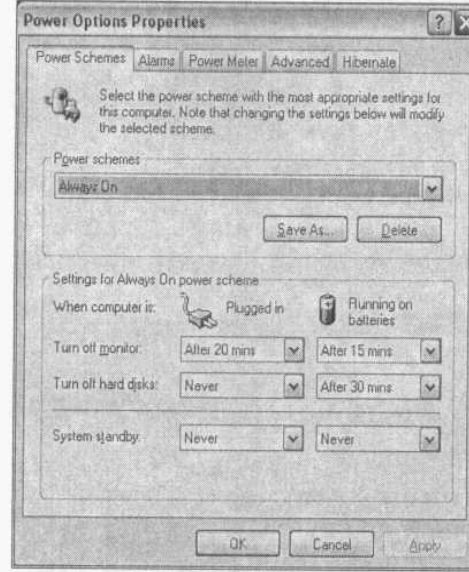 Power Options Properties
Power Schemes Alarms Power Meter Advanced Hibernate
Select the power scheme with the most appropriate settings for
this computer. Note that changing the settings below will modify
the selected scheme.
Power schemes
Always On
Save As... Delete
Settings for Always On power scheme
When computer is: Plugged in Running on
batteries
Turn off monitor: After 20 mins After 15 mins
Turn off hard disks: Never After 30 mins
System standby: Never Never
OK Cancel Apply